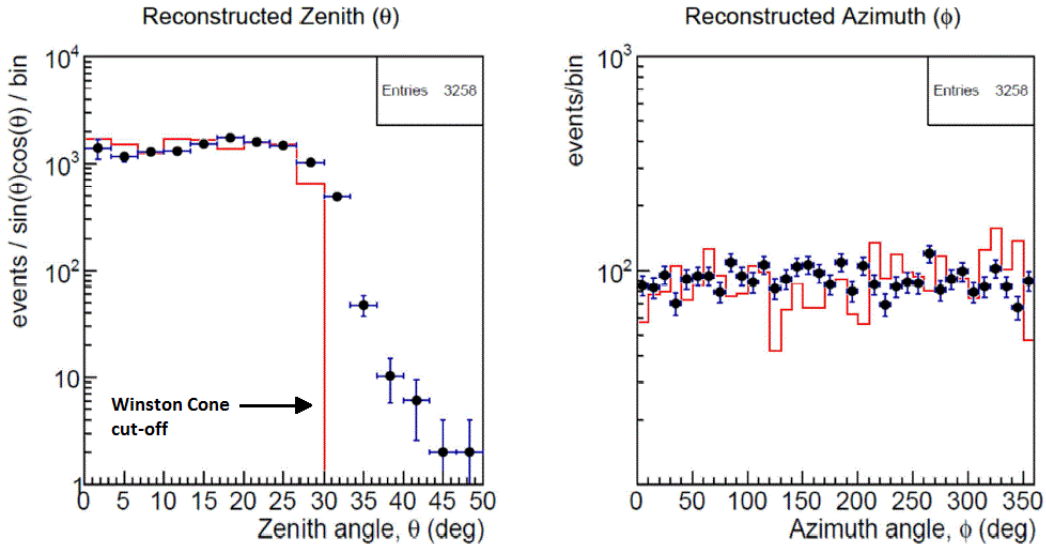 Reconstructed Zenith (θ)
events / sin(θ)cos(θ) / bin
10⁴
10³
10²
10
1
Entries 3258
Winston Cone
cut-off
0 5 10 15 20 25 30 35 40 45 50
Zenith angle, θ (deg)
Reconstructed Azimuth (ϕ)
events/bin
10³
10²
10
Entries 3258
0 50 100 150 200 250 300 350
Azimuth angle, ϕ (deg)